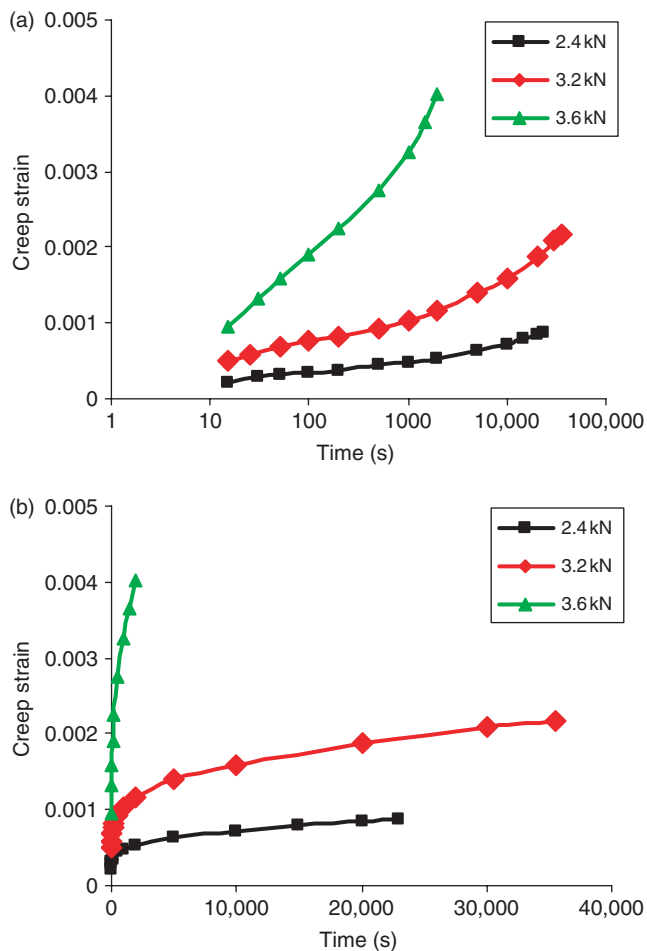 (a)
0.005
0.004
0.003
0.002
0.001
0
Creep strain
2.4 kN
3.2 kN
3.6 kN
1 10 100 1000 10,000 100,000
Time (s)
(b)
0.005
0.004
0.003
0.002
0.001
0
Creep strain
2.4 kN
3.2 kN
3.6 kN
0 10,000 20,000 30,000 40,000
Time (s)